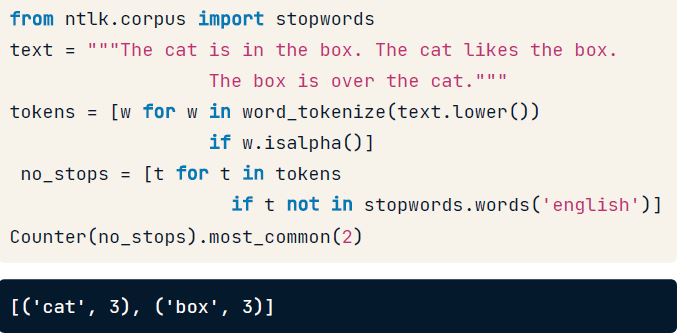 from ntlk.corpus import stopwords
text = """The cat is in the box. The cat likes the box.
                 The box is over the cat."""
tokens = [w for w in word_tokenize(text.lower())
                 if w.isalpha()]
 no_stops = [t for t in tokens
                   if t not in stopwords.words('english')]
Counter(no_stops).most_common(2)
[('cat', 3), ('box', 3)]